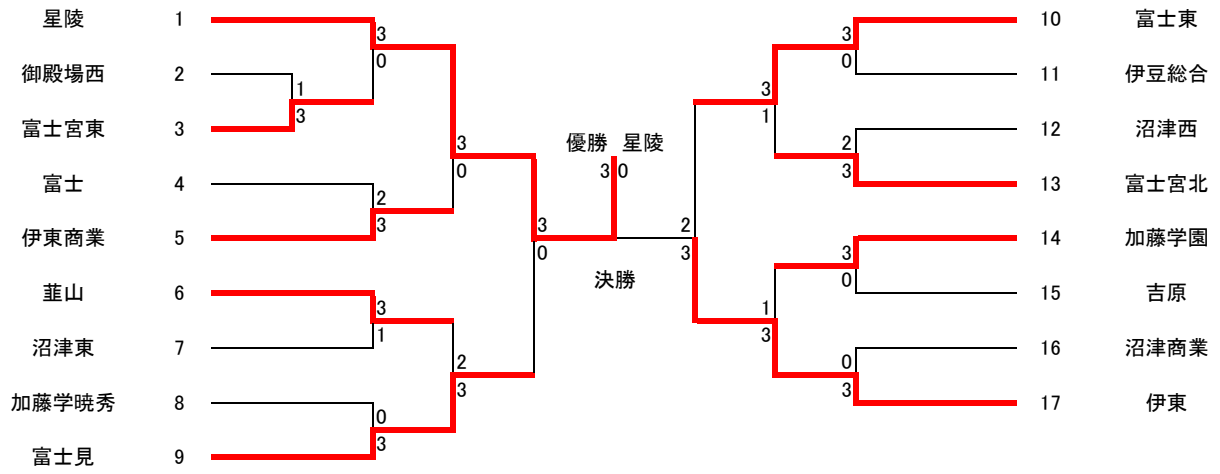 星陵 1 3 3 10 富士東
0 0
御殿場西 2 1 3 11 伊豆総合
富士宮東 3 3 3 優勝 星陵 1 2 12 沼津西
0 3 0 3
富士 4 2 13 富士宮北
伊東商業 5 3 3 2 3 14 加藤学園
0 3 0
韮山 6 3 決勝 1 15 吉原
1 3
沼津東 7 2 0 16 沼津商業
3 3
加藤学暁秀 8 0 17 伊東
富士見 9 3